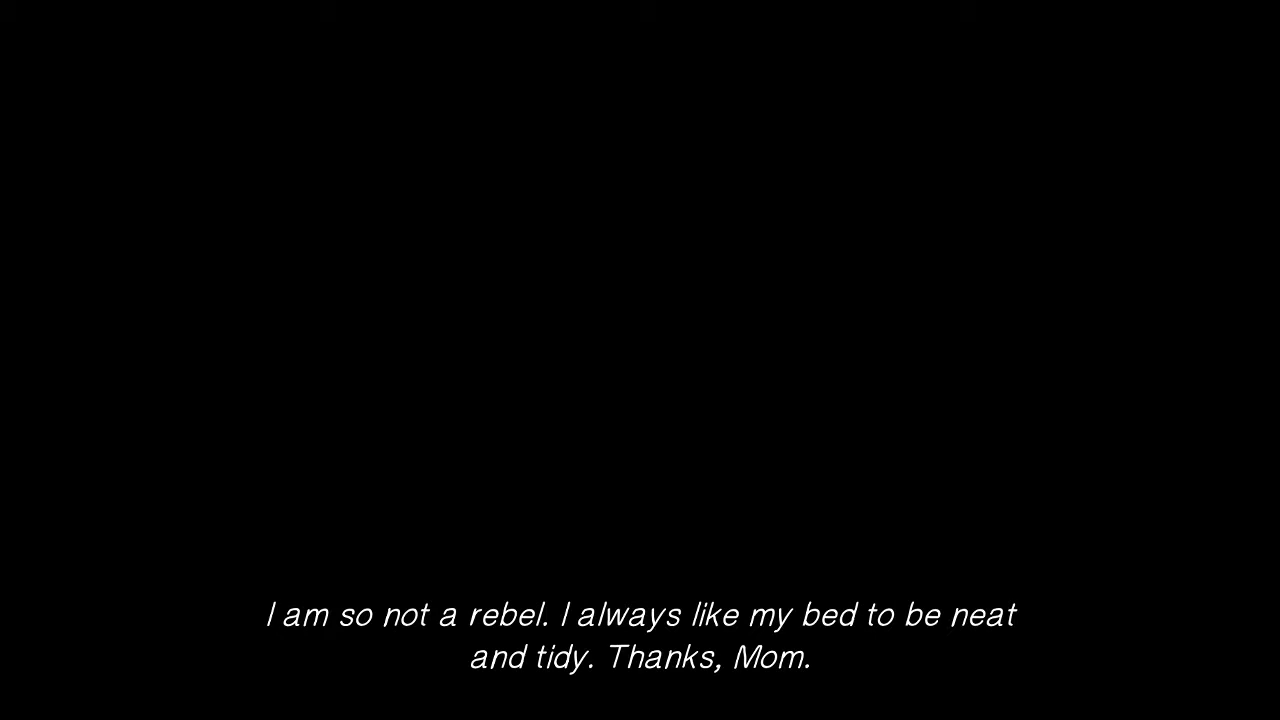 I am so not a rebel. I always like my bed to be neat
and tidy. Thanks, Mom.